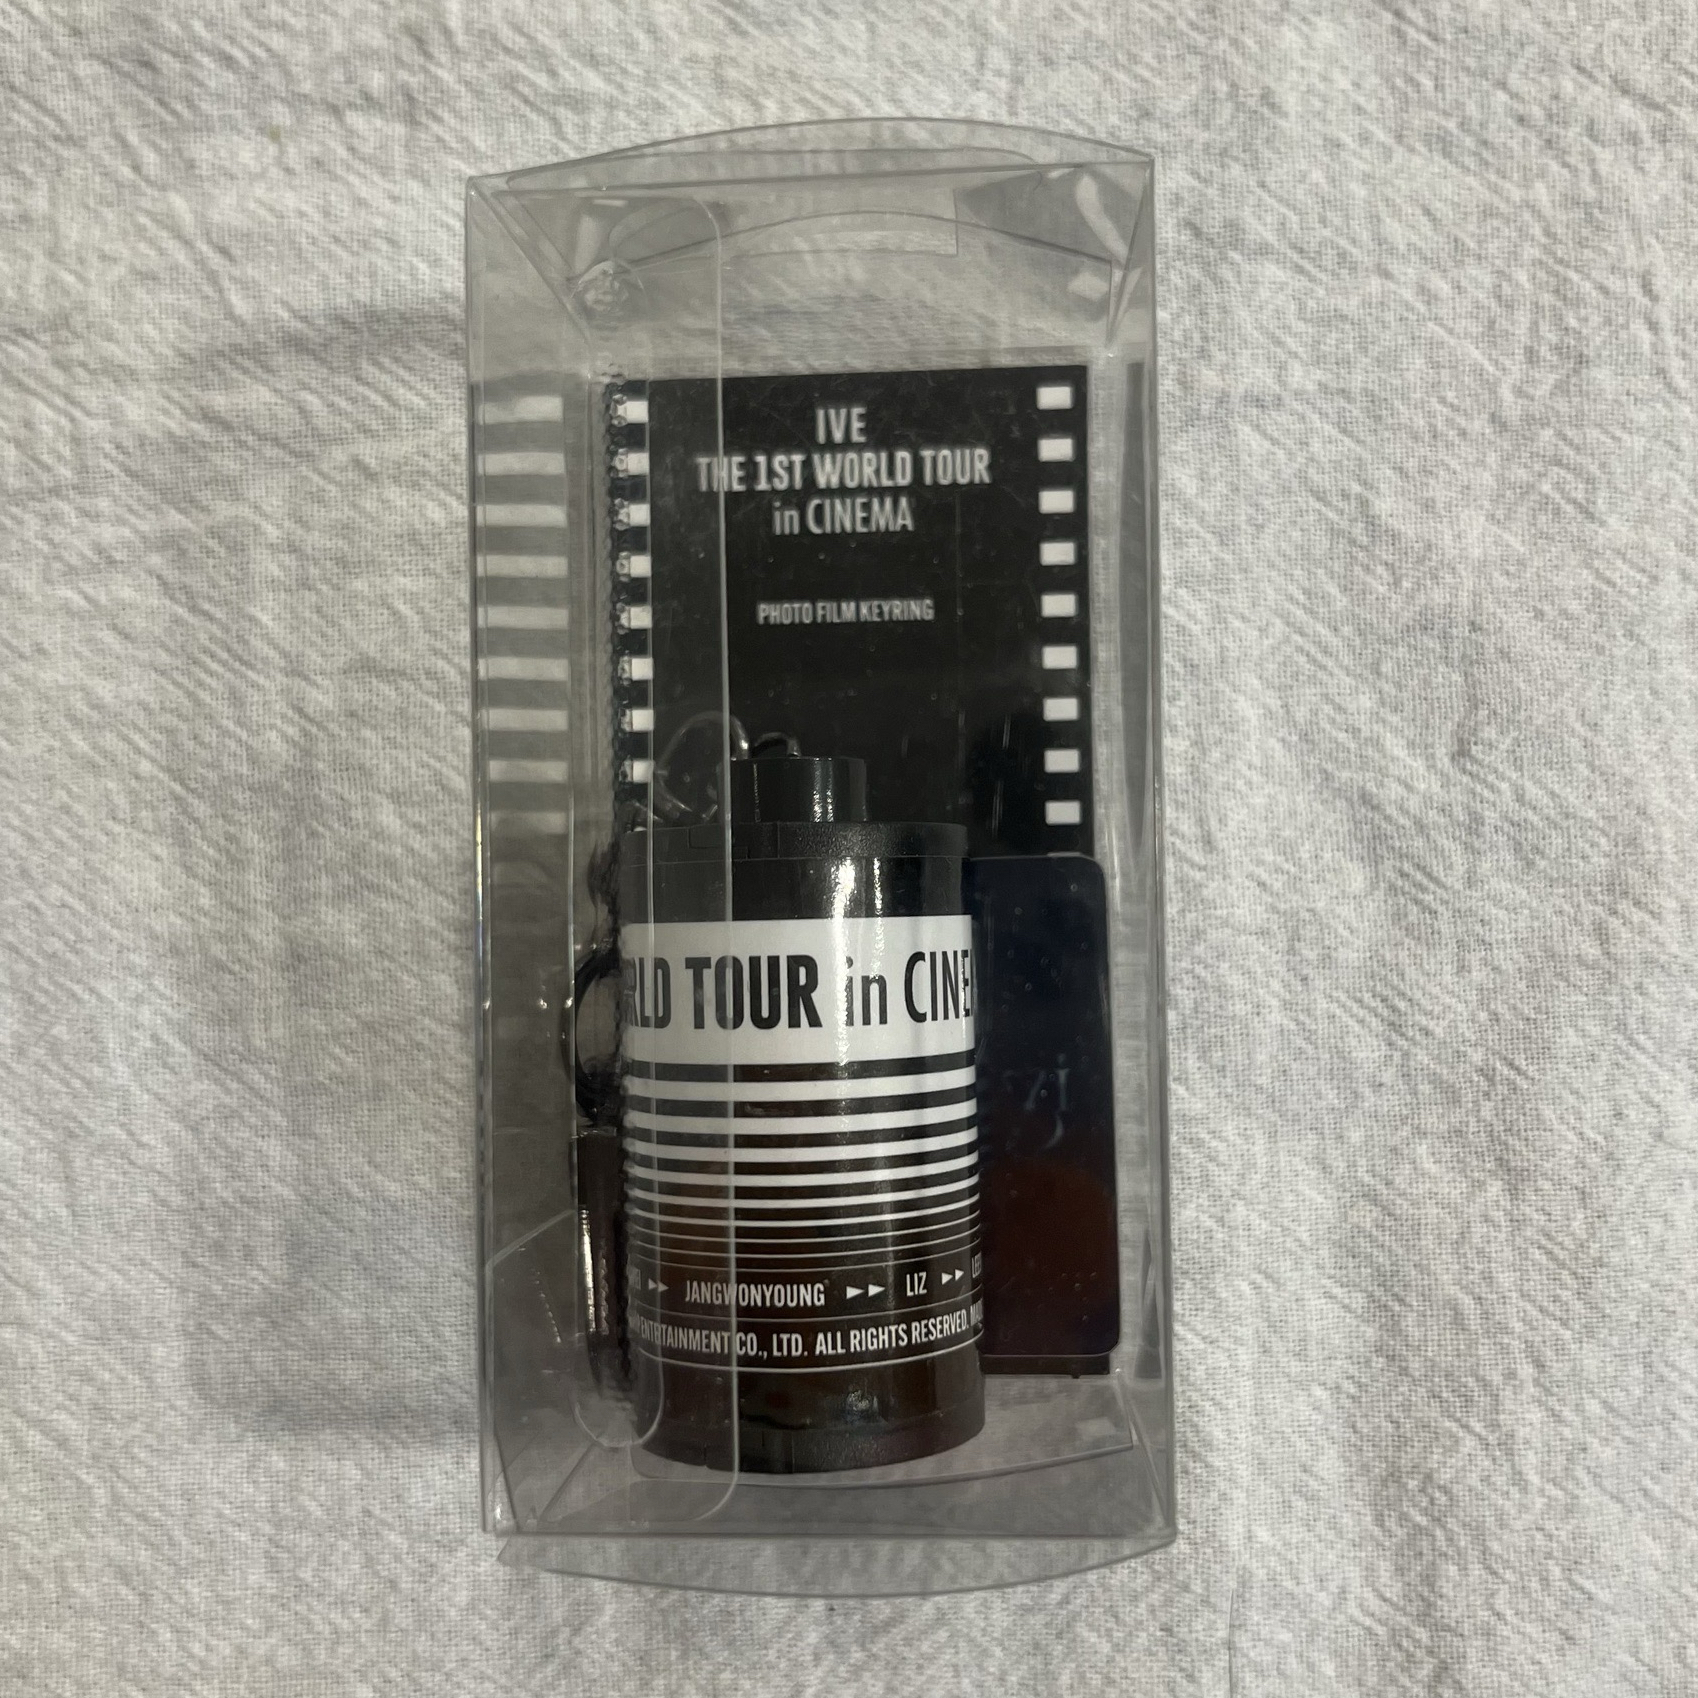 IVE
THE 1ST WORLD TOUR
in CINEMA
PHOTO FILM KEYRING
RLD TOUR in CINE
JANGWONYOUNG LIZ
ENTERTAINMENT CO., LTD. ALL RIGHTS RESERVED.